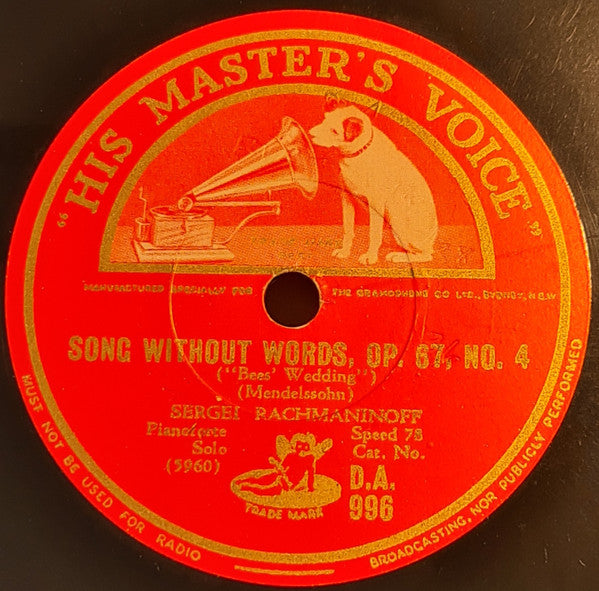 "HIS MASTER'S VOICE"
MANUFACTURED SPECIALLY FOR THE GRAMOPHONE CO LTD., SYDNEY, N.S.W
SONG WITHOUT WORDS, OP. 67, NO. 4
("Bees' Wedding")
(Mendelssohn)
SERGEI RACHMANINOFF
Pianoforte Speed 78
Solo Cat. No.
(5960) D.A.
996
TRADE MARK
MUST NOT BE USED FOR RADIO BROADCASTING, NOR PUBLICLY PERFORMED